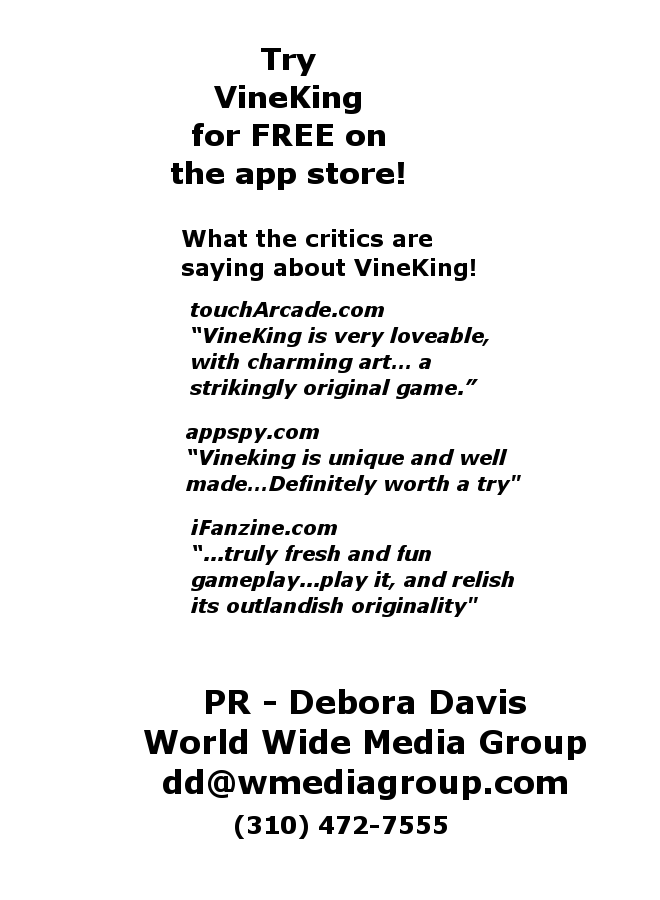 Try
VineKing
for FREE on
the app store!
What the critics are
saying about VineKing!
touchArcade.com
“VineKing is very loveable,
with charming art... a
strikingly original game.”
appspy.com
“Vineking is unique and well
made...Definitely worth a try"
iFanzine.com
“...truly fresh and fun
gameplay...play it, and relish
its outlandish originality"
PR - Debora Davis
World Wide Media Group
dd@wmediagroup.com
(310) 472-7555